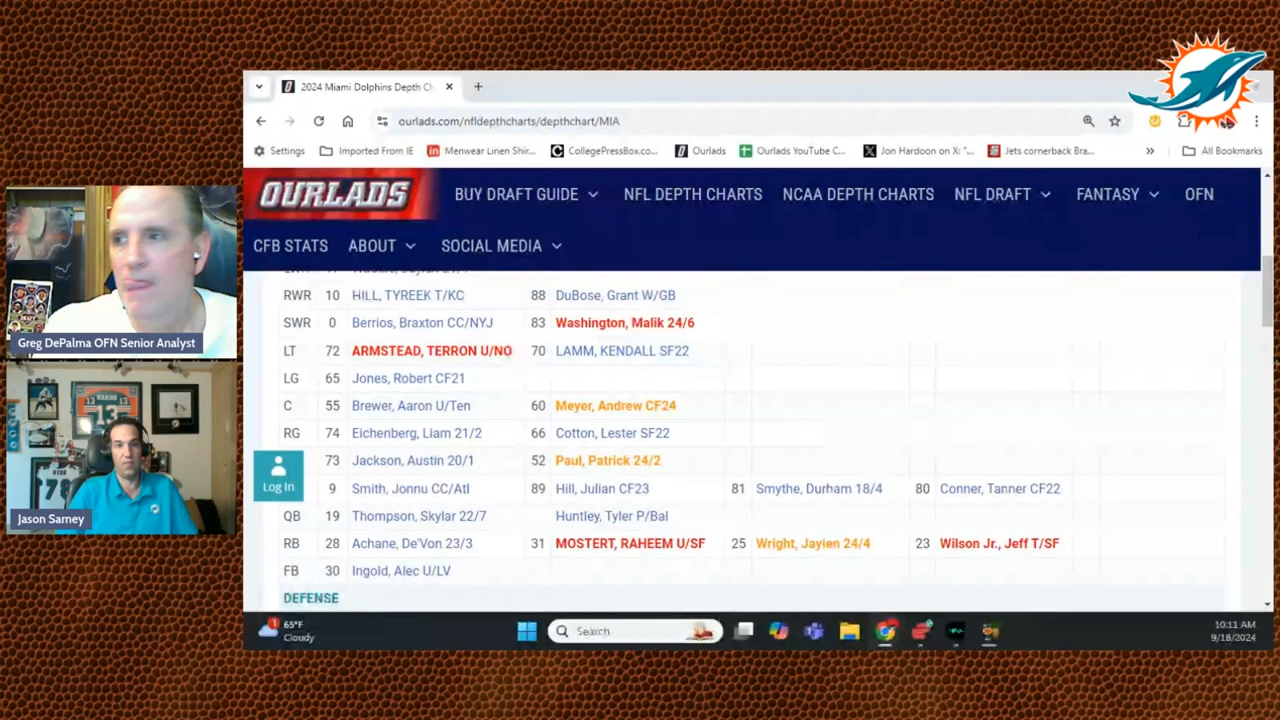 2024 Miami Dolphins Depth Ch
ourlads.com/nfldepthcharts/depthchart/MIA
Settings Imported From IE Menwear Linen Shir... CollegePressBox.co... Ourlads Ourlads YouTube C... Jon Hardoon on X: "... Jets cornerback Bra... » All Bookmarks
OURLADS BUY DRAFT GUIDE NFL DEPTH CHARTS NCAA DEPTH CHARTS NFL DRAFT FANTASY OFN
CFB STATS ABOUT SOCIAL MEDIA
RWR 10 HILL, TYREEK T/KC 88 DuBose, Grant W/GB
SWR 0 Berrios, Braxton CC/NYJ 83 Washington, Malik 24/6
LT 72 ARMSTEAD, TERRON U/NO 70 LAMM, KENDALL SF22
LG 65 Jones, Robert CF21
C 55 Brewer, Aaron U/Ten 60 Meyer, Andrew CF24
RG 74 Eichenberg, Liam 21/2 66 Cotton, Lester SF22
73 Jackson, Austin 20/1 52 Paul, Patrick 24/2
9 Smith, Jonnu CC/Atl 89 Hill, Julian CF23 81 Smythe, Durham 18/4 80 Conner, Tanner CF22
QB 19 Thompson, Skylar 22/7 Huntley, Tyler P/Bal
RB 28 Achane, De'Von 23/3 31 MOSTERT, RAHEEM U/SF 25 Wright, Jaylen 24/4 23 Wilson Jr., Jeff T/SF
FB 30 Ingold, Alec U/LV
DEFENSE
Log In
Greg DePalma OFN Senior Analyst
MARINO
13 13
WEBB
78
Jason Sarney
1
65°F
Cloudy
Search
10:11 AM
9/18/2024